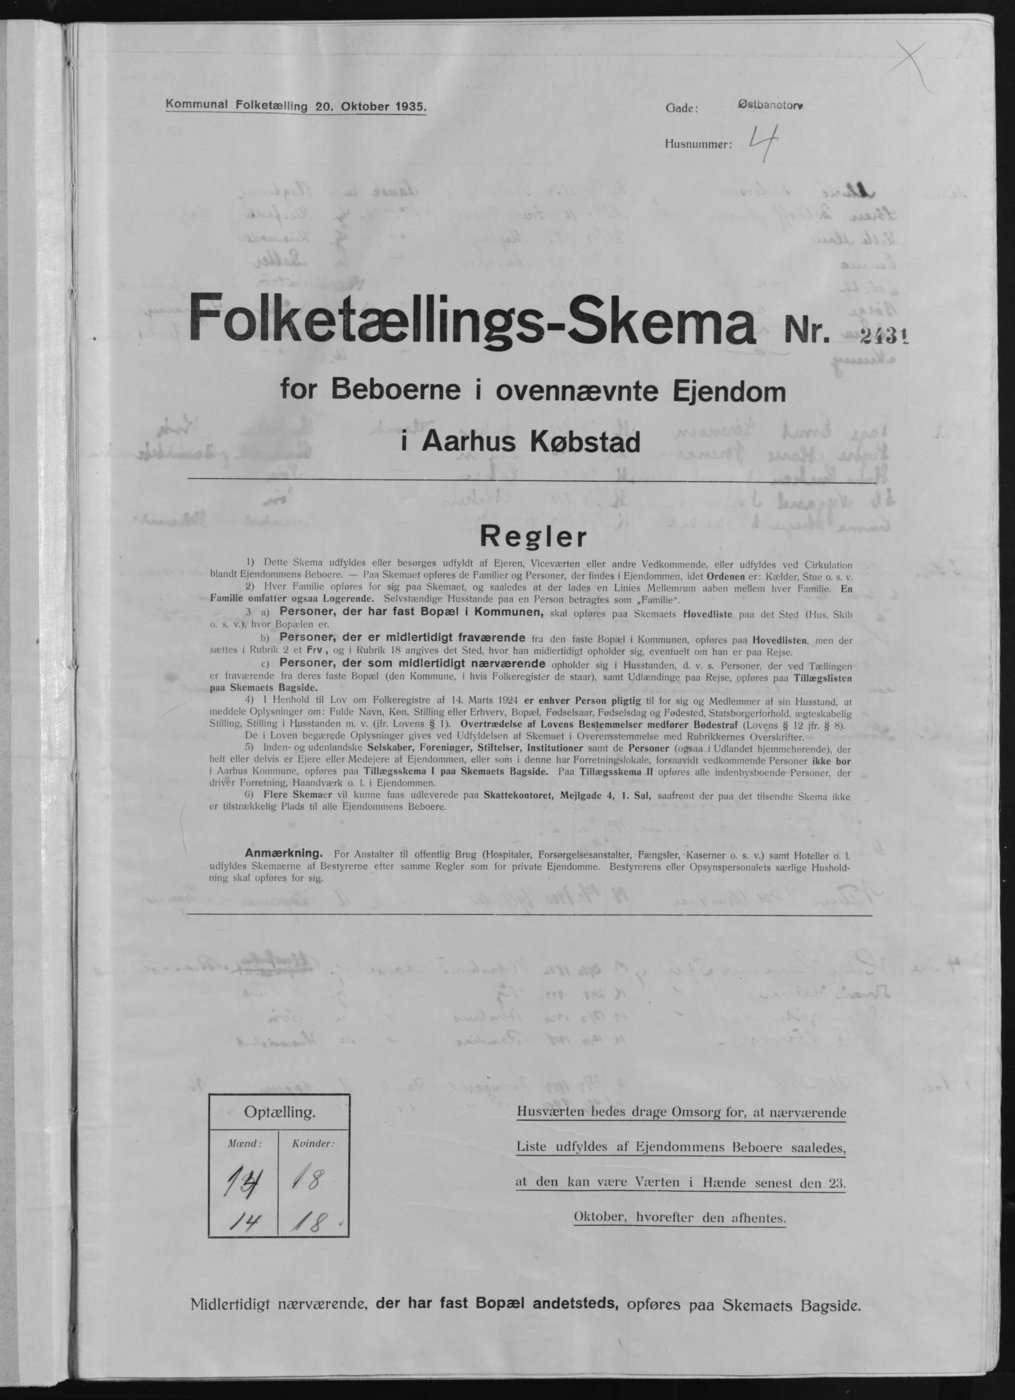 Kommunal Folketælling 20. Oktober 1935.
Gade: Østbanetorv
Husnummer: 4
Folketællings-Skema Nr. 2431
for Beboerne i ovennævnte Ejendom
i Aarhus Købstad
Regler
1) Dette Skema udfyldes eller besørges udfyldt af Ejeren, Viceværten eller andre Vedkommende, eller udfyldes ved Cirkulation
blandt Ejendommens Beboere. — Paa Skemaet opføres de Familier og Personer, der findes i Ejendommen, idet Ordenen er: Kælder, Stue o. s. v.
2) Hver Familie opføres for sig paa Skemaet, og saaledes at der lades en Linies Mellemrum aaben mellem hver Familie. En
Familie omfatter ogsaa Logerende. Selvstændige Husstande paa en Person betragtes som „Familie“.
3 a) Personer, der har fast Bopæl i Kommunen, skal opføres paa Skemaets Hovedliste paa det Sted (Hus, Skib
o. s. v.), hvor Bopælen er.
b) Personer, der er midlertidigt fraværende fra den faste Bopæl i Kommunen, opføres paa Hovedlisten, men der
sættes i Rubrik 2 et Frv, og i Rubrik 18 angives det Sted, hvor han midlertidigt opholder sig, eventuelt om han er paa Rejse.
c) Personer, der som midlertidigt nærværende opholder sig i Husstanden, d. v. s. Personer, der ved Tællingen
er fraværende fra deres faste Bopæl (den Kommune, i hvis Folkeregister de staar), samt Udlændinge paa Rejse, opføres paa Tillægslisten
paa Skemaets Bagside.
4) I Henhold til Lov om Folkeregistre af 14. Marts 1924 er enhver Person pligtig til for sig og Medlemmer af sin Husstand, at
meddele Oplysninger om: Fulde Navn, Køn, Stilling eller Erhverv, Bopæl, Fødselsaar, Fødselsdag og Fødested, Statsborgerforhold, ægteskabelig
Stilling, Stilling i Husstanden m. v. (jfr. Lovens § 1). Overtrædelse af Lovens Bestemmelser medfører Bødestraf (Lovens § 12 jfr. § 8).
De i Loven begærede Oplysninger gives ved Udfyldelsen af Skemaet i Overensstemmelse med Rubrikkernes Overskrifter.
5) Inden- og udenlandske Selskaber, Foreninger, Stiftelser, Institutioner samt de Personer (ogsaa i Udlandet hjemmehørende), der
helt eller delvis er Ejere eller Medejere af Ejendommen, eller som i denne har Forretningslokale, forsaavidt vedkommende Personer ikke bor
i Aarhus Kommune, opføres paa Tillægsskema I paa Skemaets Bagside. Paa Tillægsskema II opføres alle indenbysboende Personer, der
driver Forretning, Haandværk o. l. i Ejendommen.
6) Flere Skemaer vil kunne faas udleverede paa Skattekontoret, Mejlgade 4, 1. Sal, saafremt der paa det tilsendte Skema ikke
er tilstrækkelig Plads til alle Ejendommens Beboere.
Anmærkning. For Anstalter til offentlig Brug (Hospitaler, Forsørgelsesanstalter, Fængsler, Kaserner o. s. v.) samt Hoteller o. l.
udfyldes Skemaerne af Bestyrerne efter samme Regler som for private Ejendomme. Bestyrerens eller Opsynspersonalets særlige Hushold-
ning skal opføres for sig.
Optælling.
Mænd: Kvinder:
14 18
14 18.
Husværten bedes drage Omsorg for, at nærværende
Liste udfyldes af Ejendommens Beboere saaledes,
at den kan være Værten i Hænde senest den 23.
Oktober, hvorefter den afhentes.
Midlertidigt nærværende, der har fast Bopæl andetsteds, opføres paa Skemaets Bagside.